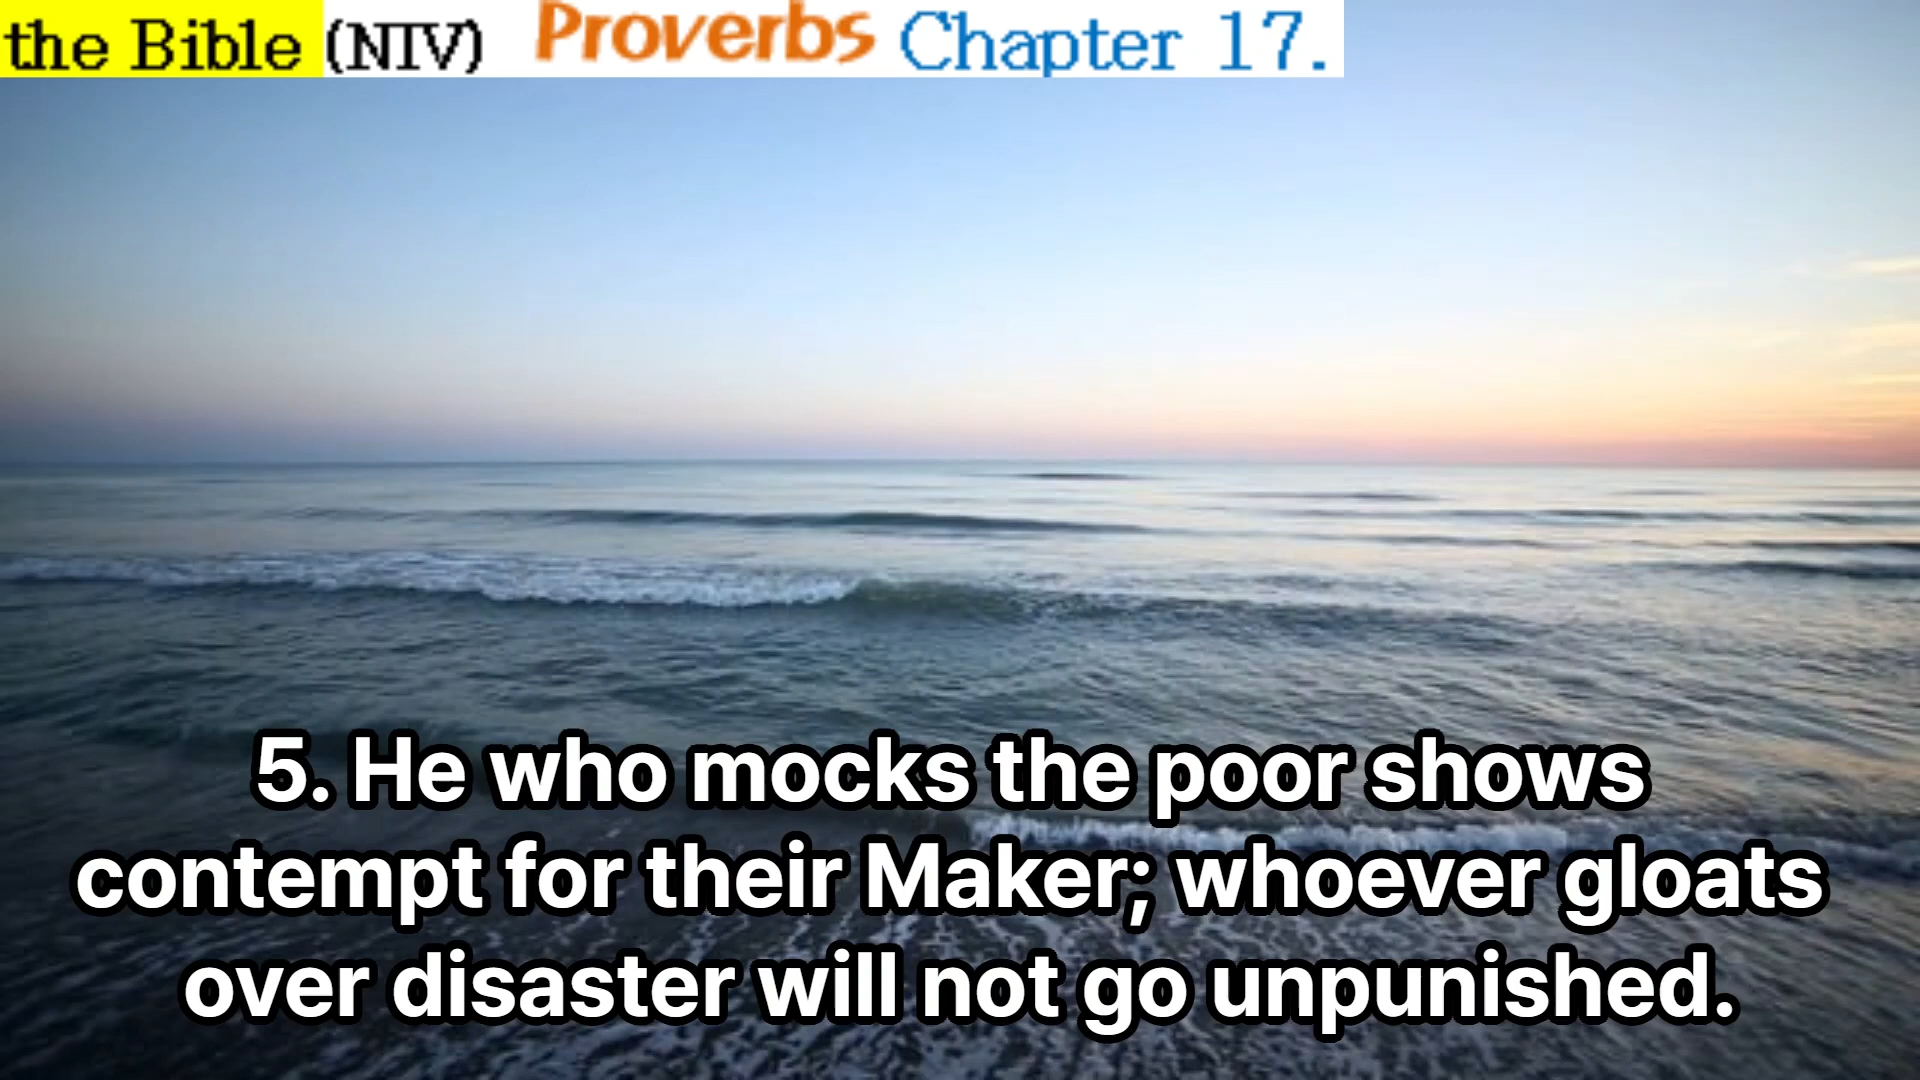 the Bible (NIV) Proverbs Chapter 17.
5. He who mocks the poor shows
contempt for their Maker; whoever gloats
over disaster will not go unpunished.